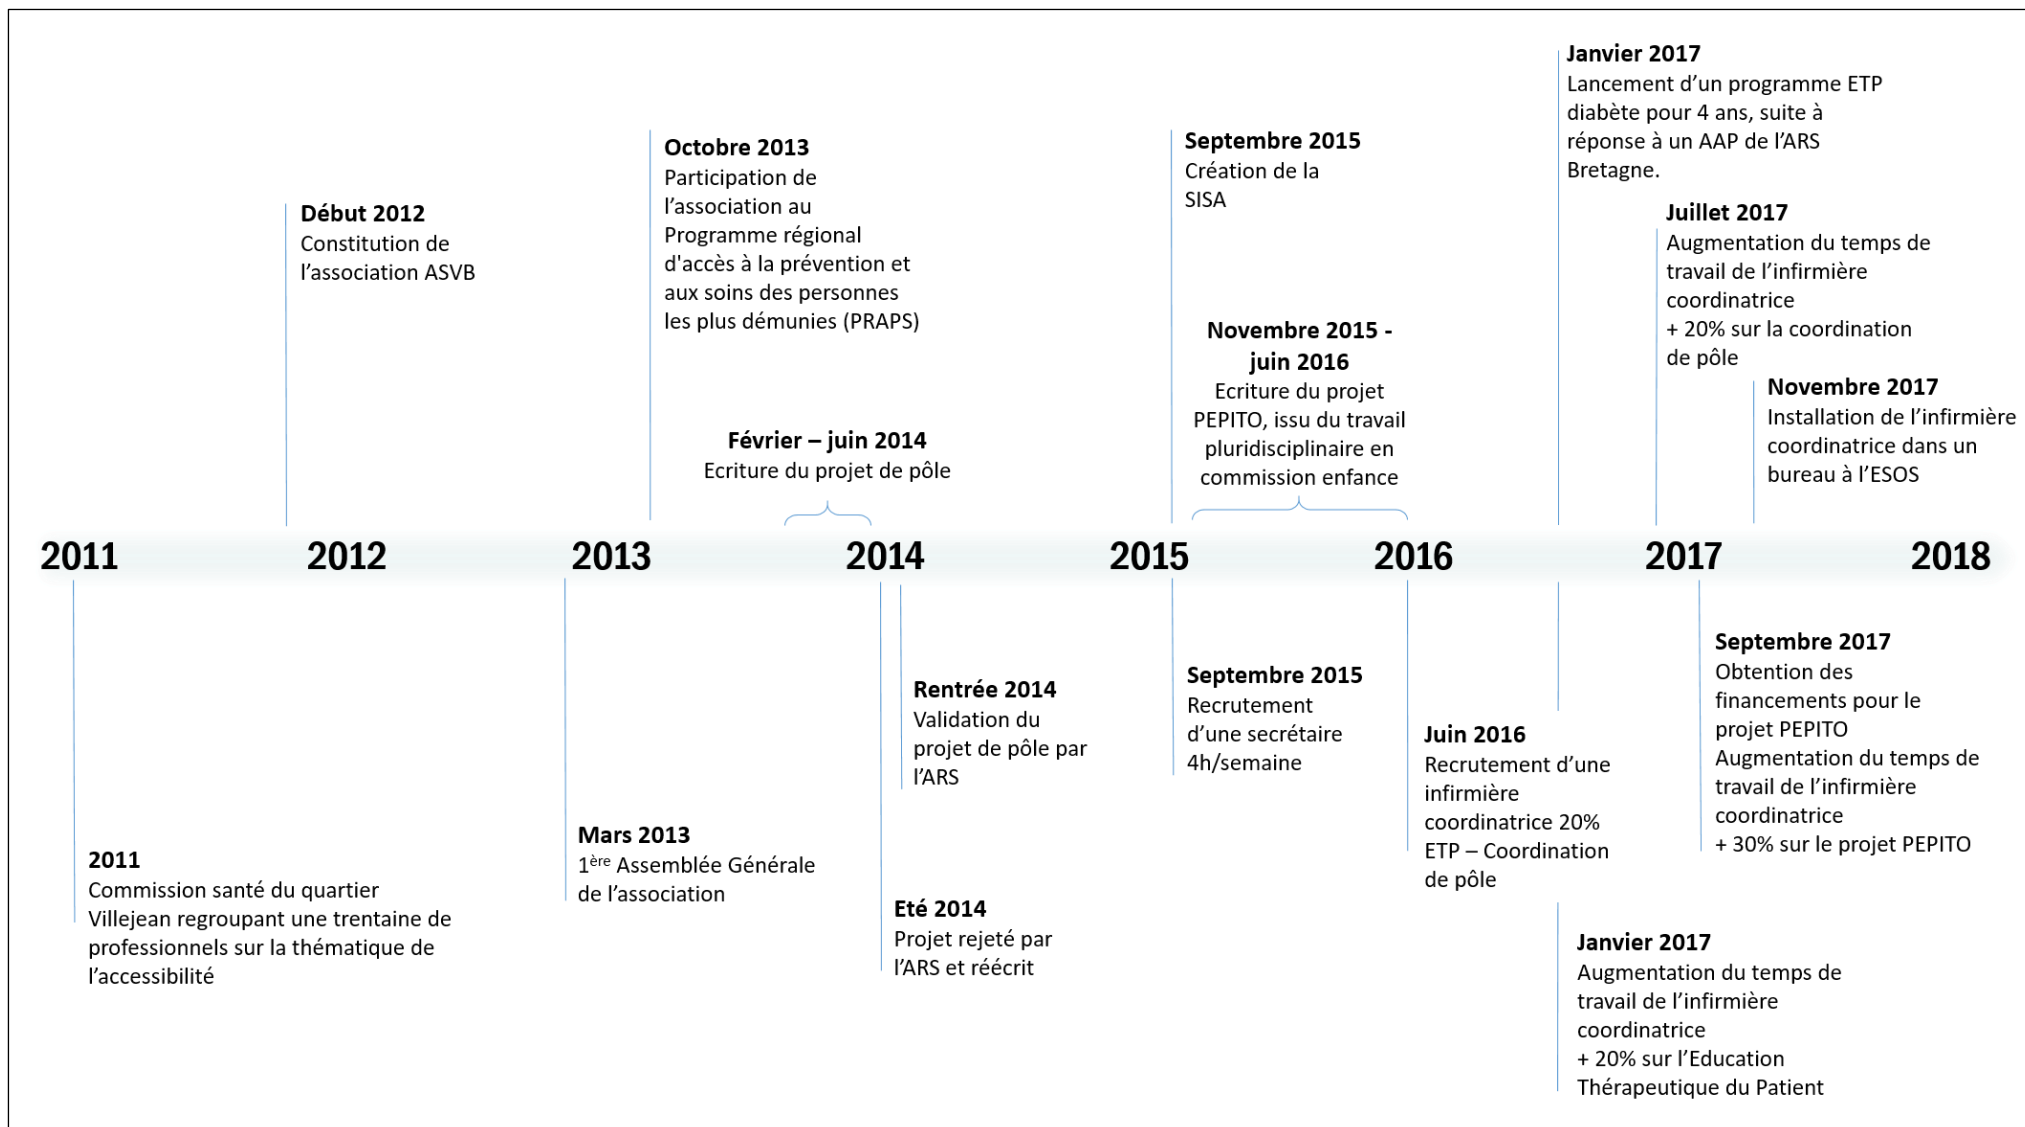 Janvier 2017
Lancement d’un programme ETP
diabète pour 4 ans, suite à
réponse à un AAP de l’ARS
Bretagne.
Octobre 2013
Participation de
l’association au
Programme régional
d'accès à la prévention et
aux soins des personnes
les plus démunies (PRAPS)
Septembre 2015
Création de la
SISA
Début 2012
Constitution de
l’association ASVB
Juillet 2017
Augmentation du temps de
travail de l’infirmière
coordinatrice
+ 20% sur la coordination
de pôle
Novembre 2015 -
juin 2016
Ecriture du projet
PEPITO, issu du travail
pluridisciplinaire en
commission enfance
Novembre 2017
Installation de l’infirmière
coordinatrice dans un
bureau à l’ESOS
Février – juin 2014
Ecriture du projet de pôle
2011 2012 2013 2014 2015 2016 2017 2018
2011
Commission santé du quartier
Villejean regroupant une trentaine de
professionnels sur la thématique de
l’accessibilité
Mars 2013
1ère Assemblée Générale
de l’association
Rentrée 2014
Validation du
projet de pôle par
l’ARS
Eté 2014
Projet rejeté par
l’ARS et réécrit
Septembre 2015
Recrutement
d’une secrétaire
4h/semaine
Juin 2016
Recrutement d’une
infirmière
coordinatrice 20%
ETP – Coordination
de pôle
Septembre 2017
Obtention des
financements pour le
projet PEPITO
Augmentation du temps de
travail de l’infirmière
coordinatrice
+ 30% sur le projet PEPITO
Janvier 2017
Augmentation du temps de
travail de l’infirmière
coordinatrice
+ 20% sur l’Education
Thérapeutique du Patient